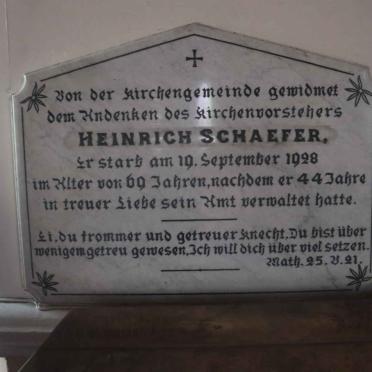 Von der Kirchengemeinde gewidmet
dem Andenken des Kirchenvorstehers
HEINRICH SCHAEFER.
Er starb am 19. September 1928
im Alter von 69 Jahren, nachdem er 44 Jahre
in treuer Liebe sein Amt verwaltet hatte.
Ei, du frommer und getreuer Knecht, Du bist über
wenigem getreu gewesen, Ich will dich über viel setzen.
Math. 25. V. 21.